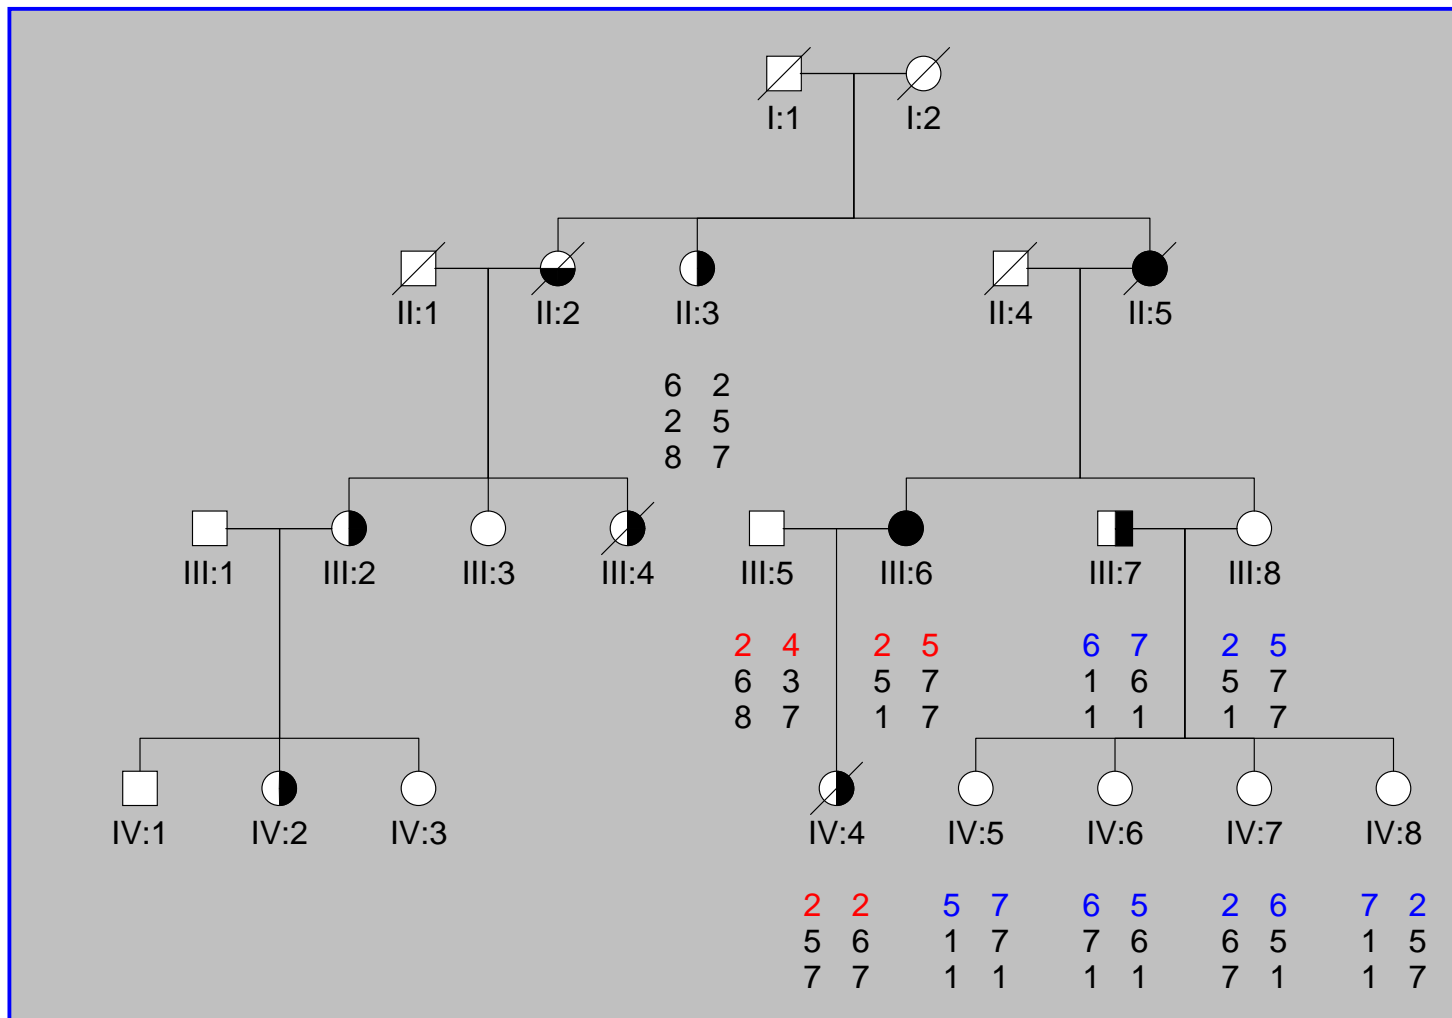 I:1 I:2
II:1 II:2 II:3 II:4 II:5
6 2
2 5
8 7
III:1 III:2 III:3 III:4 III:5 III:6 III:7 III:8
2 4 2 5 6 7 2 5
6 3 5 7 1 6 5 7
8 7 1 7 1 1 1 7
IV:1 IV:2 IV:3 IV:4 IV:5 IV:6 IV:7 IV:8
2 2 5 7 6 5 2 6 7 2
5 6 1 7 7 6 6 5 1 5
7 7 1 1 1 1 7 1 1 7